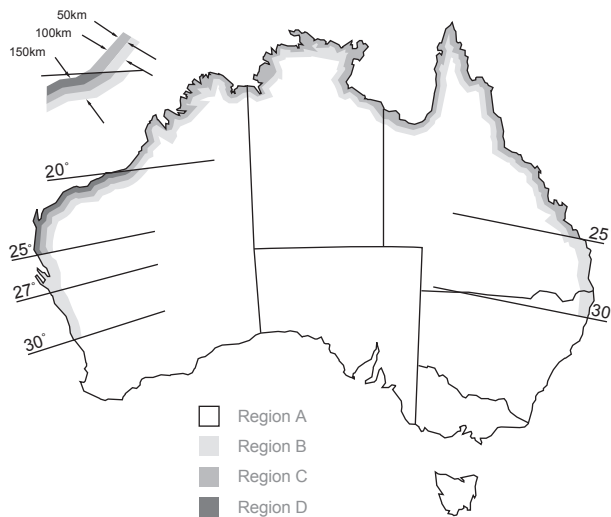 50km
100km
150km
20°
25°
27°
30°
25
30
Region A
Region B
Region C
Region D